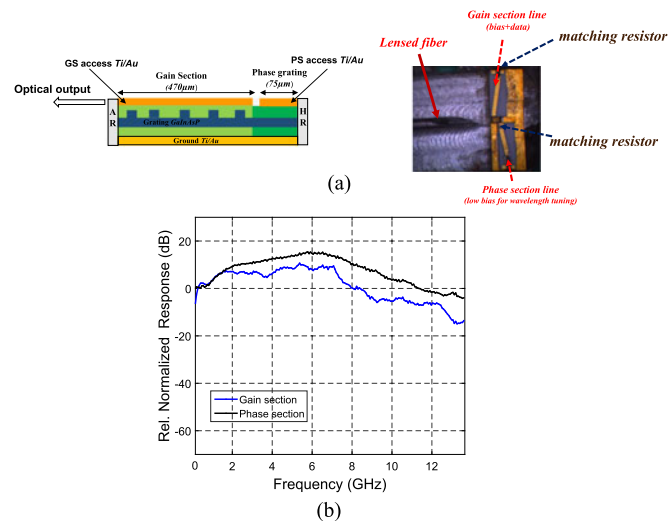 GS access Ti/Au
PS access Ti/Au
Gain Section
(470μm)
Phase grating
(75μm)
Optical output
A
R
H
R
Grating GaInAsP
Ground Ti/Au
Gain section line
(bias+data)
matching resistor
Lensed fiber
matching resistor
Phase section line
(low bias for wavelength tuning)
(a)
Rel. Normalized Response (dB)
20
0
-20
-40
-60
Gain section
Phase section
0
2
4
6
8
10
12
Frequency (GHz)
(b)